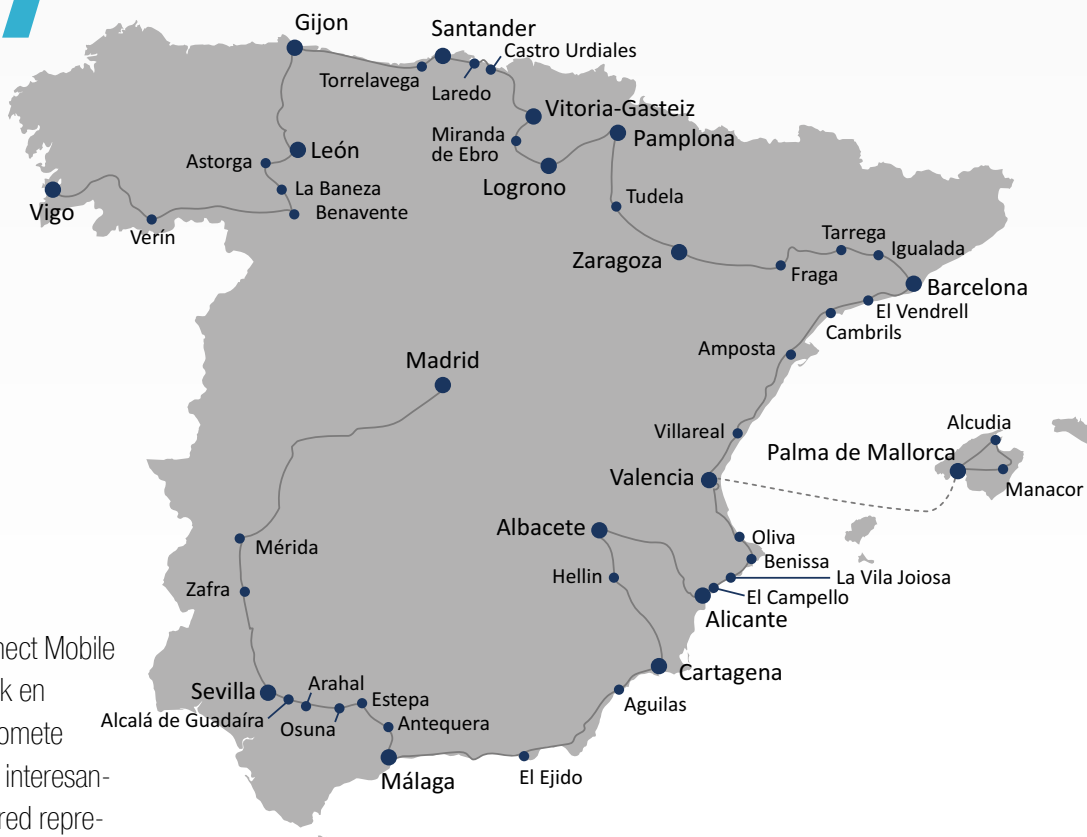 Gijon
Santander
Castro Urdiales
Torrelavega
Laredo
Vitoria-Gasteiz
Miranda
de Ebro
Pamplona
Logrono
León
Astorga
La Baneza
Benavente
Vigo
Verín
Tudela
Zaragoza
Tarrega
Igualada
Fraga
Barcelona
El Vendrell
Cambrils
Amposta
Madrid
Villareal
Valencia
Alcudia
Palma de Mallorca
Manacor
Albacete
Oliva
Benissa
Hellin
La Vila Joiosa
El Campello
Alicante
Mérida
Zafra
Cartagena
Aguilas
Sevilla
Arahal
Estepa
Alcalá de Guadaíra
Osuna
Antequera
Málaga
El Ejido
nect Mobile
k en
omete
interesan-
red repre-